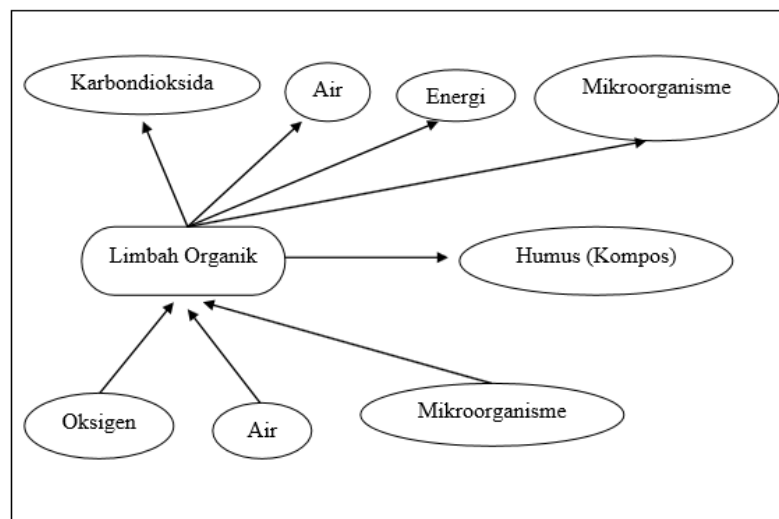 Karbondioksida
Air
Energi
Mikroorganisme
Limbah Organik
Humus (Kompos)
Oksigen
Air
Mikroorganisme